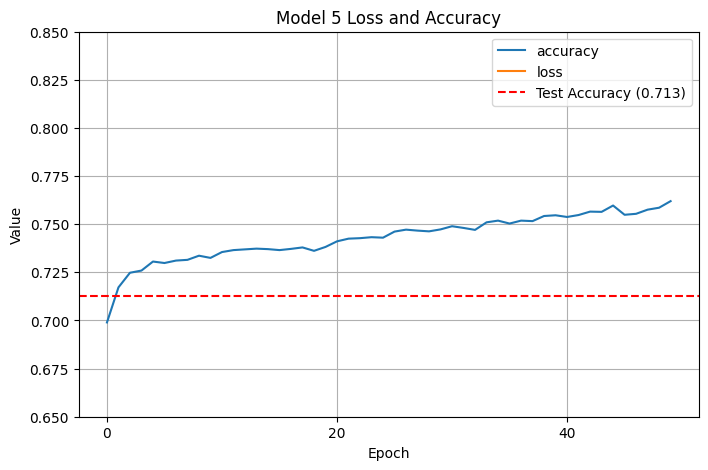 Model 5 Loss and Accuracy
0.850
0.825
0.800
0.775
0.750
0.725
0.700
0.675
0.650
Value
accuracy
loss
Test Accuracy (0.713)
0
20
40
Epoch